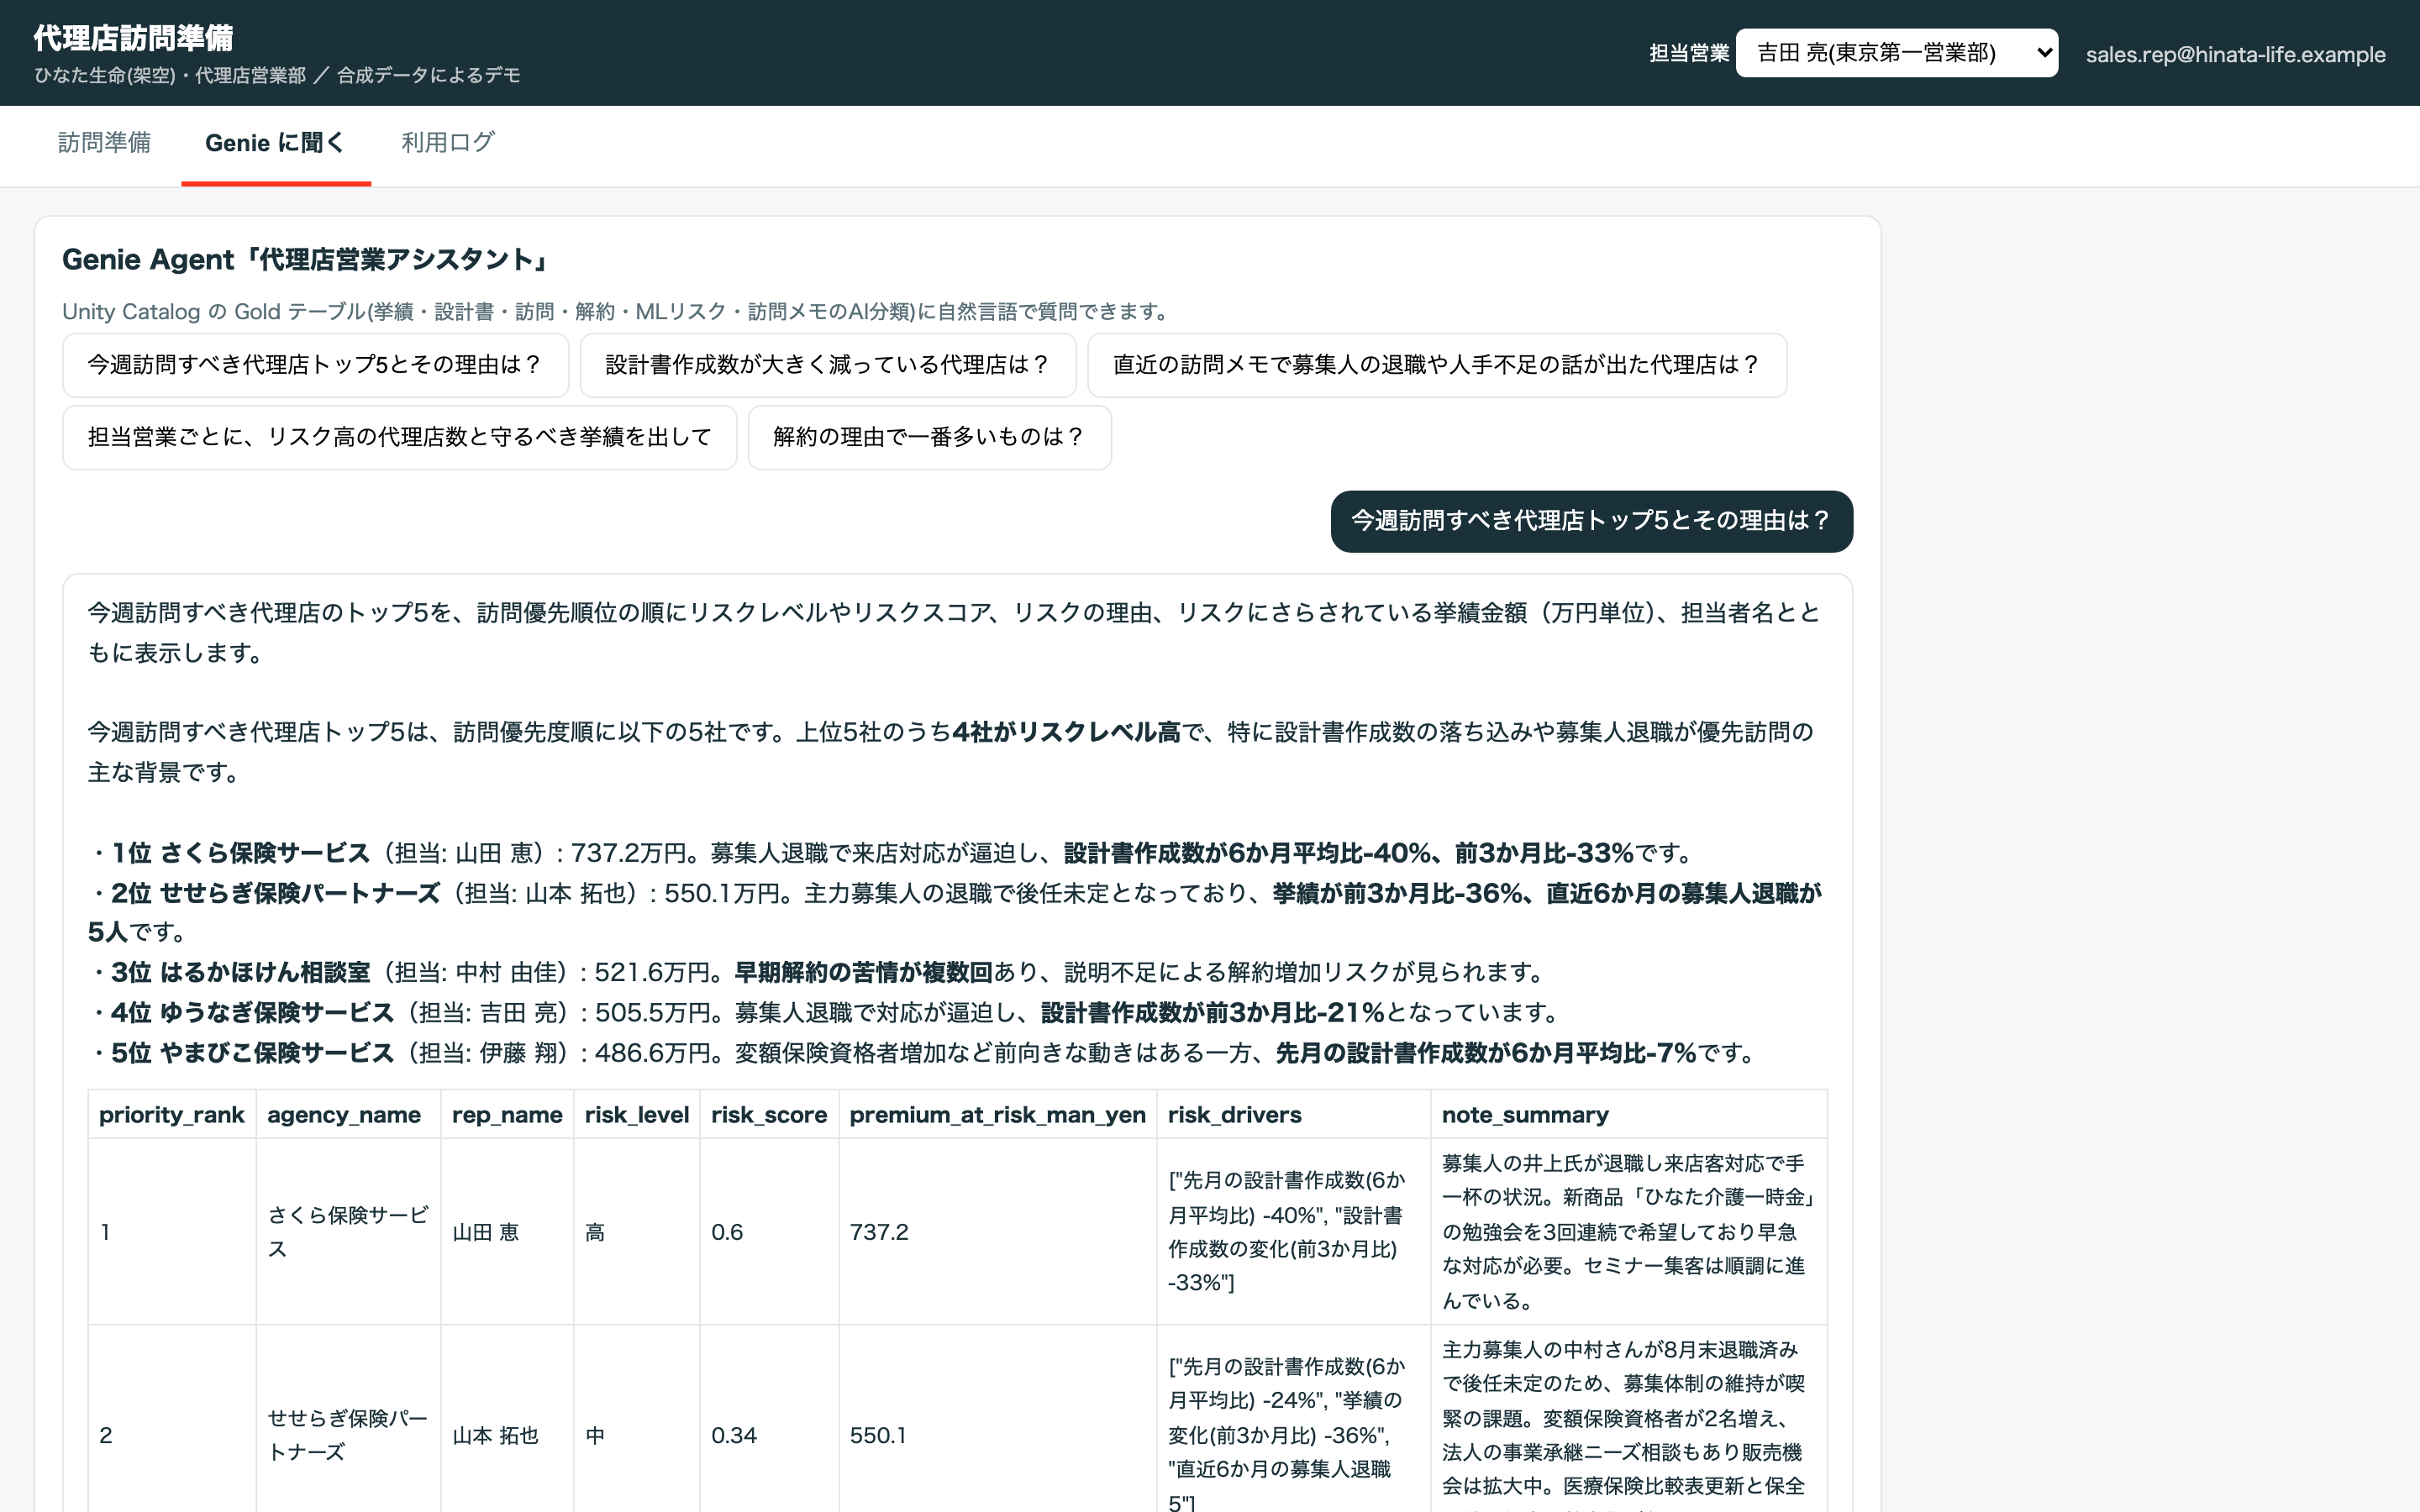 代理店訪問準備
ひなた生命(架空)・代理店営業部 ／ 合成データによるデモ
担当営業
吉田 亮(東京第一営業部)
sales.rep@hinata-life.example
訪問準備
Genie に聞く
利用ログ
Genie Agent「代理店営業アシスタント」
Unity Catalog の Gold テーブル(挙績・設計書・訪問・解約・MLリスク・訪問メモのAI分類)に自然言語で質問できます。
今週訪問すべき代理店トップ5とその理由は？
設計書作成数が大きく減っている代理店は？
直近の訪問メモで募集人の退職や人手不足の話が出た代理店は？
担当営業ごとに、リスク高の代理店数と守るべき挙績を出して
解約の理由で一番多いものは？
今週訪問すべき代理店トップ5とその理由は？
今週訪問すべき代理店のトップ5を、訪問優先順位の順にリスクレベルやリスクスコア、リスクの理由、リスクにさらされている挙績金額（万円単位）、担当者名とと
もに表示します。
今週訪問すべき代理店トップ5は、訪問優先度順に以下の5社です。上位5社のうち4社がリスクレベル高で、特に設計書作成数の落ち込みや募集人退職が優先訪問の
主な背景です。
・1位 さくら保険サービス（担当: 山田 恵）: 737.2万円。募集人退職で来店対応が逼迫し、設計書作成数が6か月平均比-40%、前3か月比-33%です。
・2位 せせらぎ保険パートナーズ（担当: 山本 拓也）: 550.1万円。主力募集人の退職で後任未定となっており、挙績が前3か月比-36%、直近6か月の募集人退職が
5人です。
・3位 はるかほけん相談室（担当: 中村 由佳）: 521.6万円。早期解約の苦情が複数回あり、説明不足による解約増加リスクが見られます。
・4位 ゆうなぎ保険サービス（担当: 吉田 亮）: 505.5万円。募集人退職で対応が逼迫し、設計書作成数が前3か月比-21%となっています。
・5位 やまびこ保険サービス（担当: 伊藤 翔）: 486.6万円。変額保険資格者増加など前向きな動きはある一方、先月の設計書作成数が6か月平均比-7%です。
priority_rank
agency_name
rep_name
risk_level
risk_score
premium_at_risk_man_yen
risk_drivers
note_summary
1
さくら保険サービ
ス
山田 恵
高
0.6
737.2
["先月の設計書作成数(6か
月平均比) -40%", "設計書
作成数の変化(前3か月比)
-33%"]
募集人の井上氏が退職し来店客対応で手
一杯の状況。新商品「ひなた介護一時金」
の勉強会を3回連続で希望しており早急
な対応が必要。セミナー集客は順調に進
んでいる。
2
せせらぎ保険パー
トナーズ
山本 拓也
中
0.34
550.1
["先月の設計書作成数(6か
月平均比) -24%", "挙績の
変化(前3か月比) -36%",
"直近6か月の募集人退職
5"]
主力募集人の中村さんが8月末退職済み
で後任未定のため、募集体制の維持が喫
緊の課題。変額保険資格者が2名増え、
法人の事業承継ニーズ相談もあり販売機
会は拡大中。医療保険比較表更新と保全